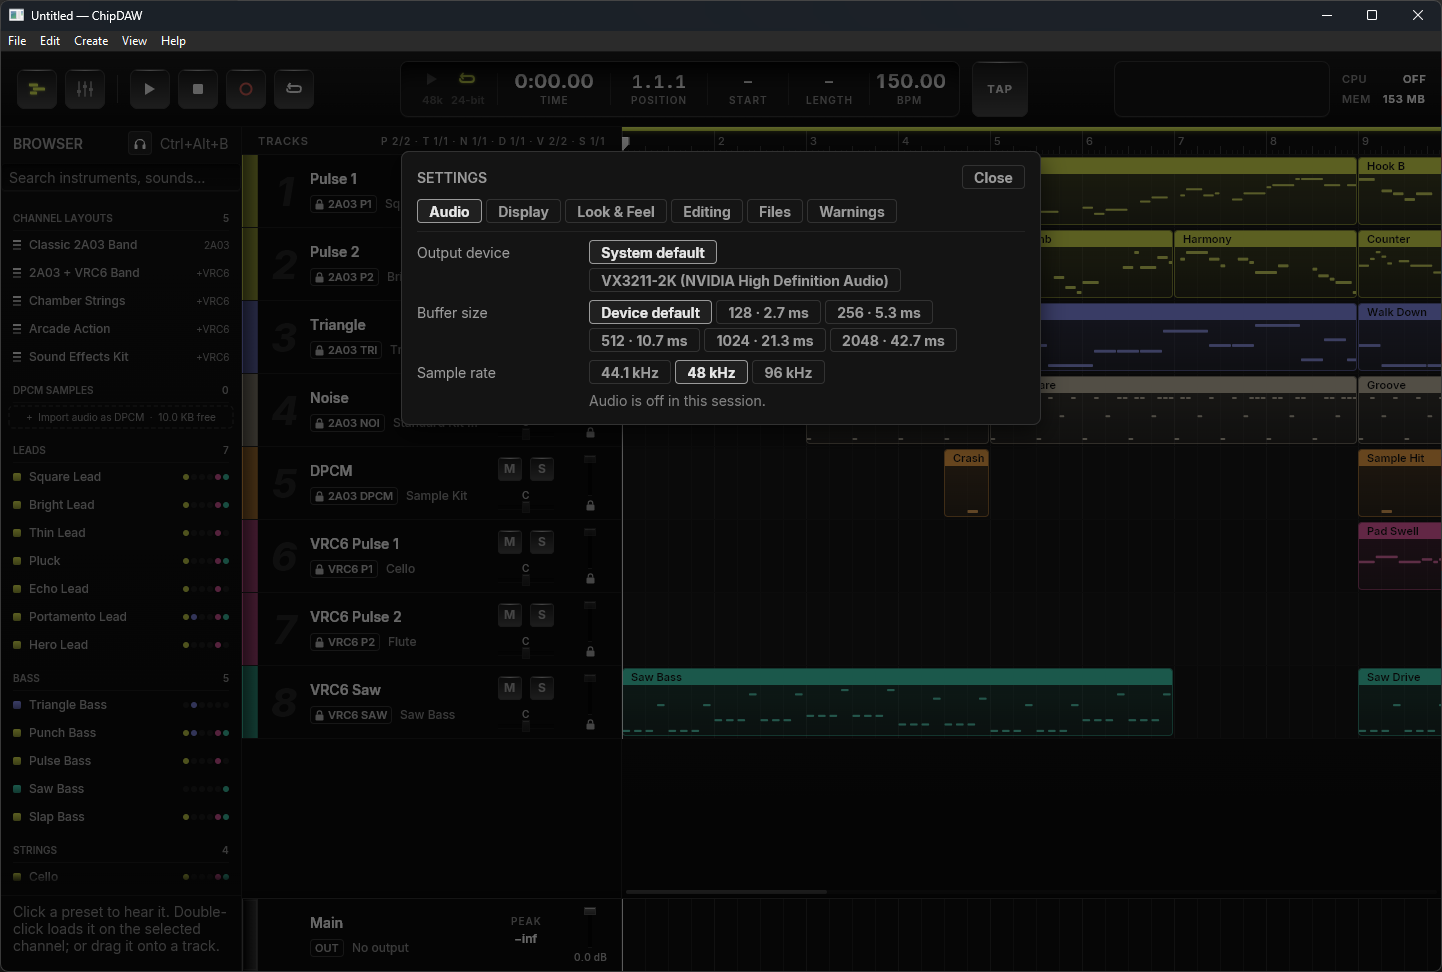 Untitled — ChipDAW
File Edit Create View Help
48k 24-bit
0:00.00
TIME
1.1.1
POSITION
–
START
–
LENGTH
150.00
BPM
TAP
CPU OFF
MEM 153 MB
BROWSER Ctrl+Alt+B
Search instruments, sounds...
CHANNEL LAYOUTS 5
Classic 2A03 Band 2A03
2A03 + VRC6 Band +VRC6
Chamber Strings +VRC6
Arcade Action +VRC6
Sound Effects Kit +VRC6
DPCM SAMPLES 0
+ Import audio as DPCM · 10.0 KB free
LEADS 7
Square Lead
Bright Lead
Thin Lead
Pluck
Echo Lead
Portamento Lead
Hero Lead
BASS 5
Triangle Bass
Punch Bass
Pulse Bass
Saw Bass
Slap Bass
STRINGS 4
Cello
Click a preset to hear it. Double-
click loads it on the selected
channel; or drag it onto a track.
TRACKS P 2/2 · T 1/1 · N 1/1 · D 1/1 · V 2/2 · S 1/1
2 3 4 5 6 7 8 9
1 Pulse 1
2A03 P1 Sq
2 Pulse 2
2A03 P2 Bri
3 Triangle
2A03 TRI
4 Noise
2A03 NOI
5 DPCM M S
2A03 DPCM Sample Kit C
6 VRC6 Pulse 1 M S
VRC6 P1 Cello C
7 VRC6 Pulse 2 M S
VRC6 P2 Flute C
8 VRC6 Saw M S
VRC6 SAW Saw Bass C
Main PEAK
–inf
OUT No output
0.0 dB
SETTINGS Close
Audio Display Look & Feel Editing Files Warnings
Output device System default
VX3211-2K (NVIDIA High Definition Audio)
Buffer size Device default 128 · 2.7 ms 256 · 5.3 ms
512 · 10.7 ms 1024 · 21.3 ms 2048 · 42.7 ms
Sample rate 44.1 kHz 48 kHz 96 kHz
Audio is off in this session.
Hook B
Harmony Counter
Walk Down
Groove
Crash Sample Hit
Pad Swell
Saw Bass Saw Drive